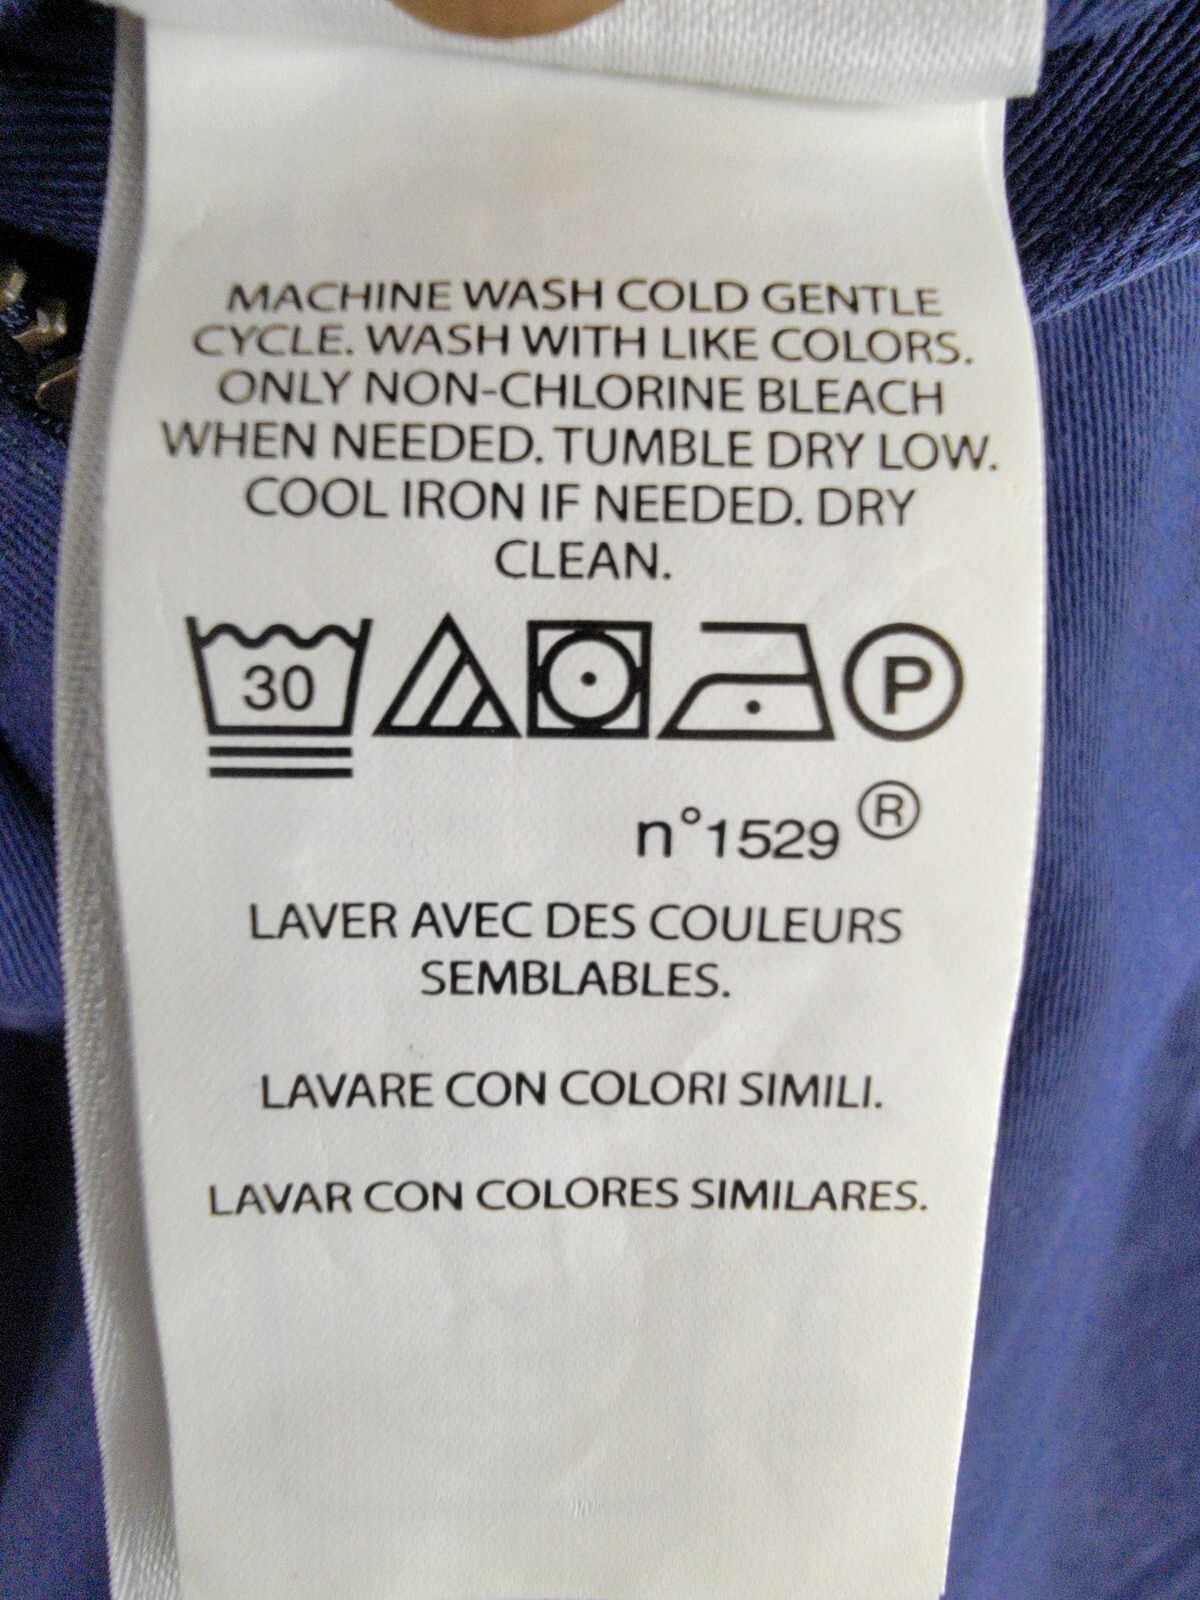 MACHINE WASH COLD GENTLE
CYCLE. WASH WITH LIKE COLORS.
ONLY NON-CHLORINE BLEACH
WHEN NEEDED. TUMBLE DRY LOW.
COOL IRON IF NEEDED. DRY
CLEAN.
30 P
n°1529 ®
LAVER AVEC DES COULEURS
SEMBLABLES.
LAVARE CON COLORI SIMILI.
LAVAR CON COLORES SIMILARES.